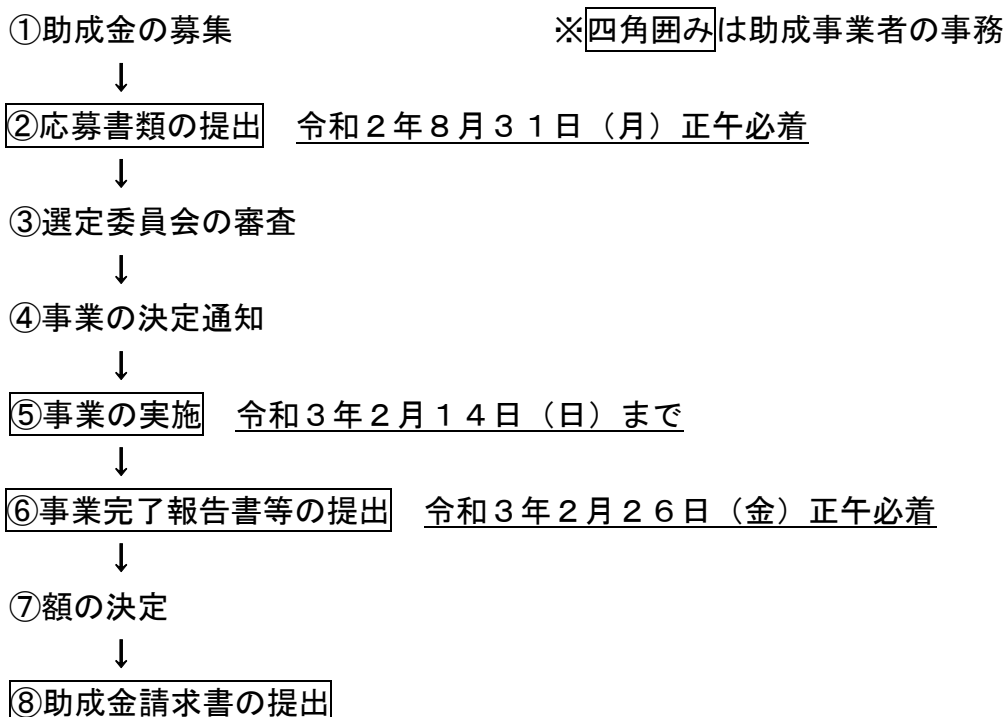 ①助成金の募集 ※四角囲みは助成事業者の事務
↓
②応募書類の提出 令和2年8月31日（月）正午必着
↓
③選定委員会の審査
↓
④事業の決定通知
↓
⑤事業の実施 令和3年2月14日（日）まで
↓
⑥事業完了報告書等の提出 令和3年2月26日（金）正午必着
↓
⑦額の決定
↓
⑧助成金請求書の提出